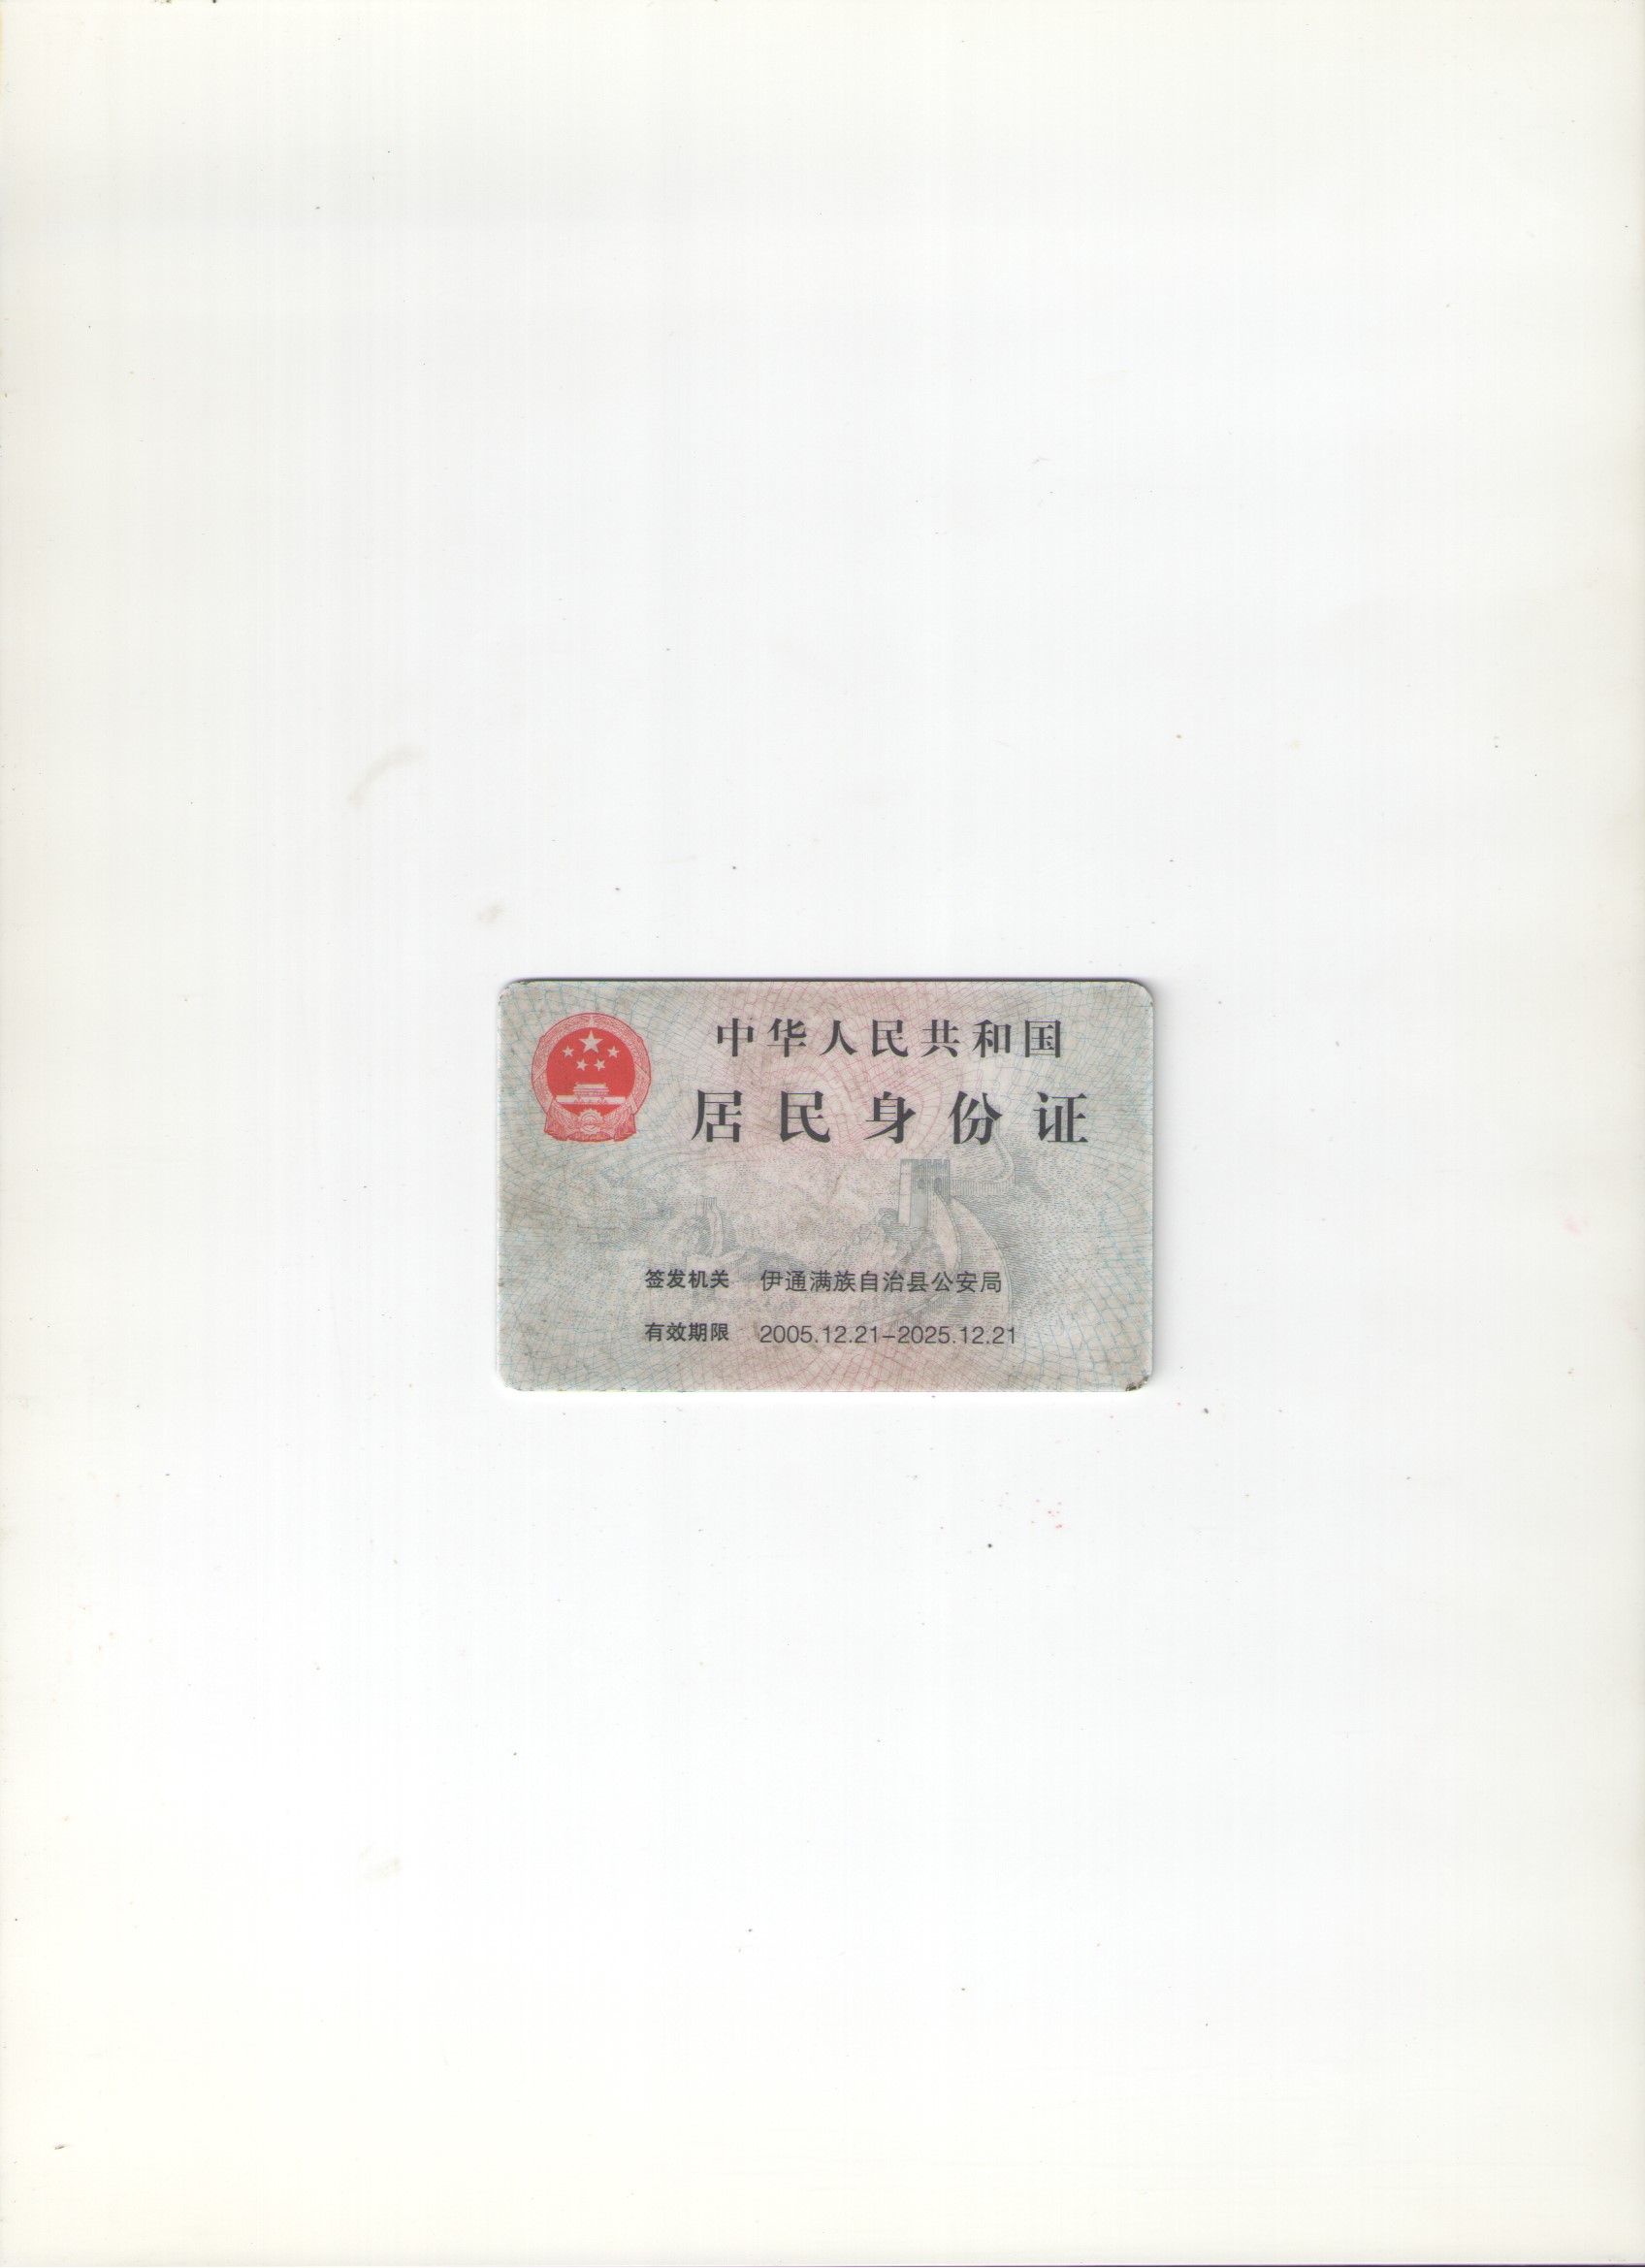 中华人民共和国
居民身份证
签发机关 伊通满族自治县公安局
有效期限 2005.12.21-2025.12.21